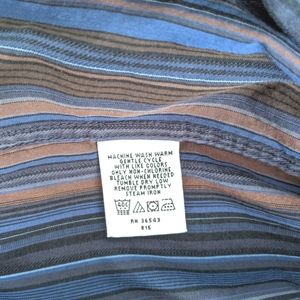 MACHINE WASH WARM
GENTLE CYCLE
WITH LIKE COLORS
ONLY NON-CHLORINE
BLEACH WHEN NEEDED
TUMBLE DRY LOW
REMOVE PROMPTLY
STEAM IRON
RN 36543
815